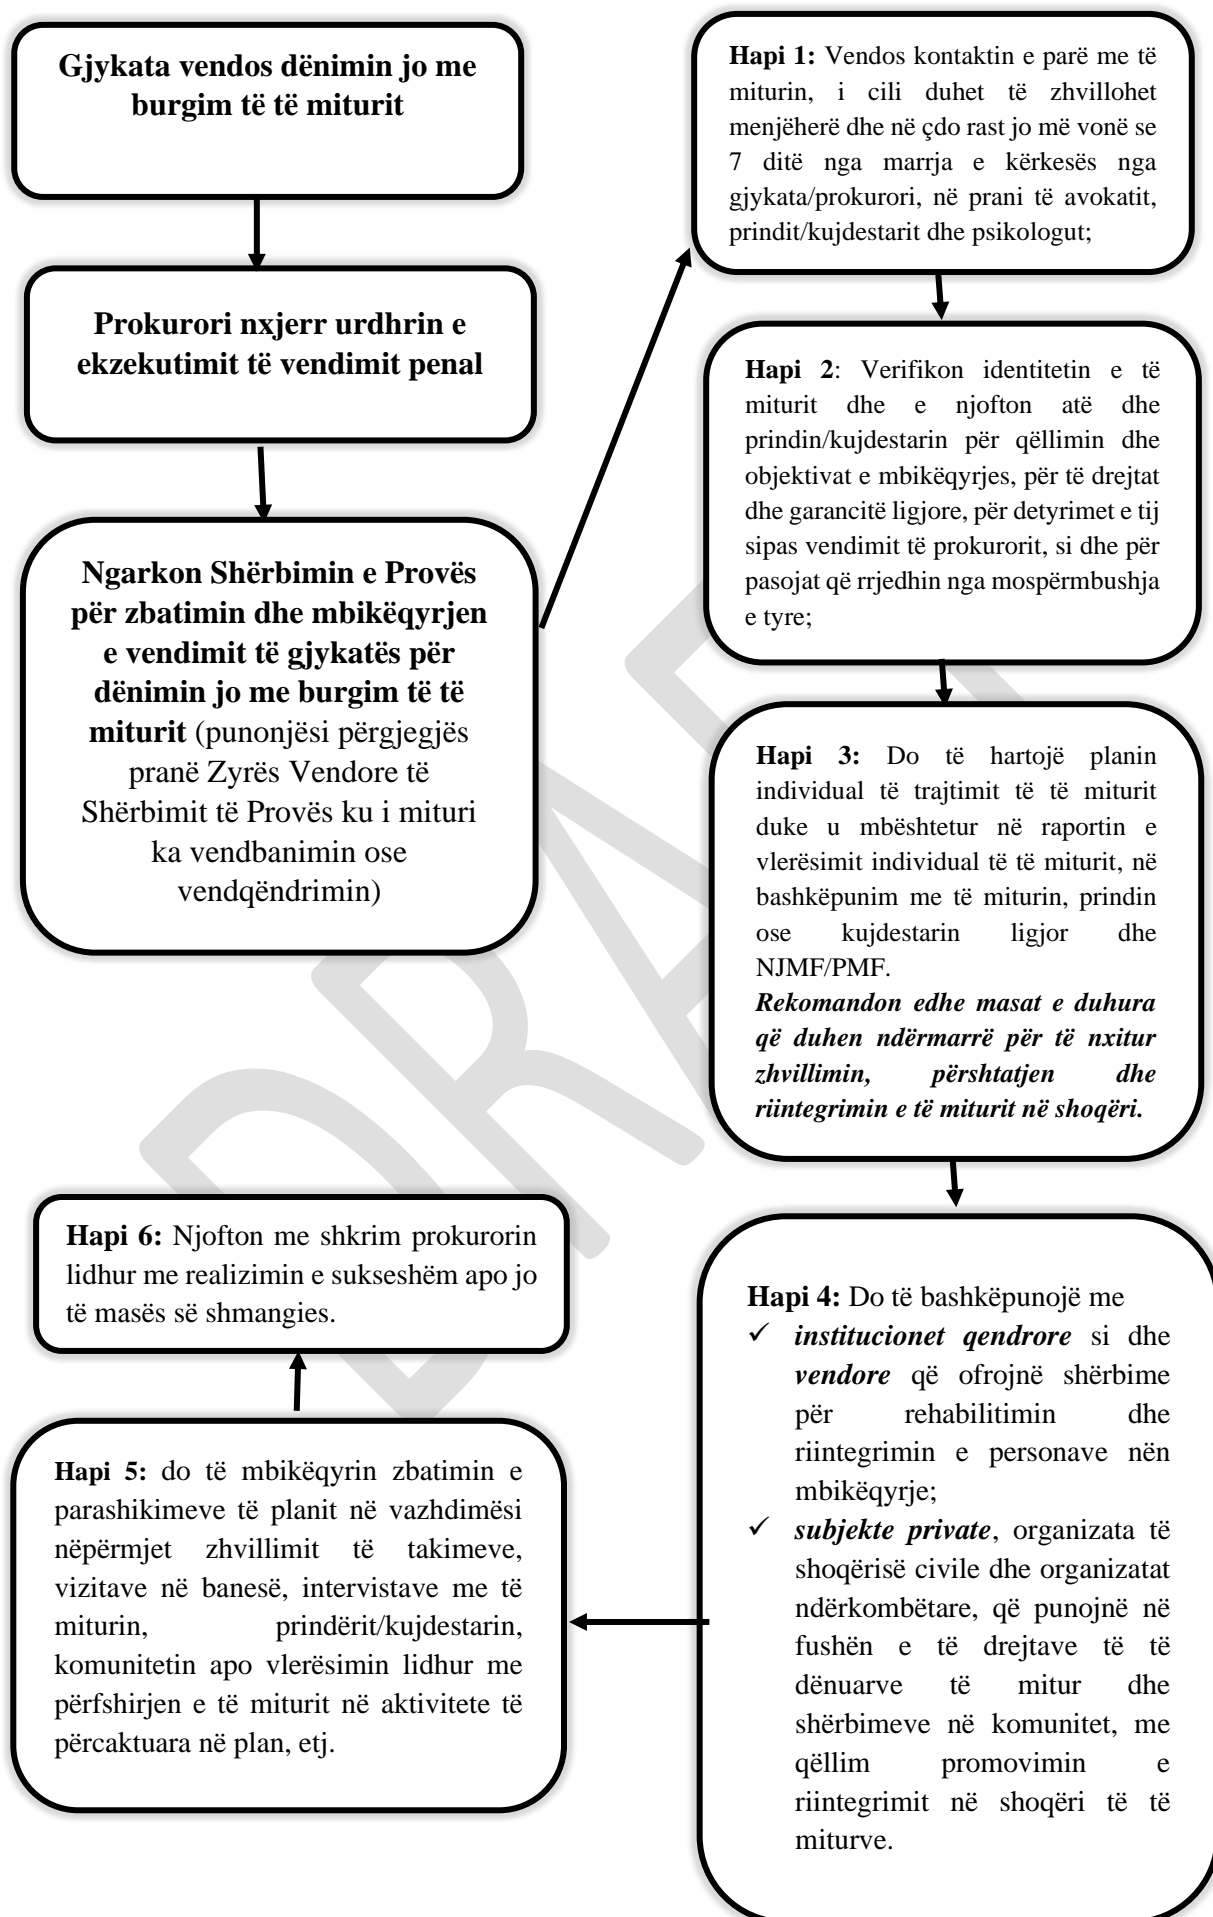 Gjykata vendos dënimin jo me
burgim të të miturit
Prokurori nxjerr urdhrin e
ekzekutimit të vendimit penal
Ngarkon Shërbimin e Provës
për zbatimin dhe mbikëqyrjen
e vendimit të gjykatës për
dënimin jo me burgim të të
miturit (punonjësi përgjegjës
pranë Zyrës Vendore të
Shërbimit të Provës ku i mituri
ka vendbanimin ose
vendqëndrimin)
Hapi 1: Vendos kontaktin e parë me të
miturin, i cili duhet të zhvillohet
menjëherë dhe në çdo rast jo më vonë se
7 ditë nga marrja e kërkesës nga
gjykata/prokurori, në prani të avokatit,
prindit/kujdestarit dhe psikologut;
Hapi 2: Verifikon identitetin e të
miturit dhe e njofton atë dhe
prindin/kujdestarin për qëllimin dhe
objektivat e mbikëqyrjes, për të drejtat
dhe garancitë ligjore, për detyrimet e tij
sipas vendimit të prokurorit, si dhe për
pasojat që rrjedhin nga mospërmbushja
e tyre;
Hapi 3: Do të hartojë planin
individual të trajtimit të të miturit
duke u mbështetur në raportin e
vlerësimit individual të të miturit, në
bashkëpunim me të miturin, prindin
ose kujdestarin ligjor dhe
NJMF/PMF.
Rekomandon edhe masat e duhura
që duhen ndërmarrë për të nxitur
zhvillimin, përshtatjen dhe
riintegrimin e të miturit në shoqëri.
Hapi 4: Do të bashkëpunojë me
✓ institucionet qendrore si dhe
vendore që ofrojnë shërbime
për rehabilitimin dhe
riintegrimin e personave nën
mbikëqyrje;
✓ subjekte private, organizata të
shoqërisë civile dhe organizatat
ndërkombëtare, që punojnë në
fushën e të drejtave të të
dënuarve të mitur dhe
shërbimeve në komunitet, me
qëllim promovimin e
riintegrimit në shoqëri të të
miturve.
Hapi 5: do të mbikëqyrin zbatimin e
parashikimeve të planit në vazhdimësi
nëpërmjet zhvillimit të takimeve,
vizitave në banesë, intervistave me të
miturin, prindërit/kujdestarin,
komunitetin apo vlerësimin lidhur me
përfshirjen e të miturit në aktivitete të
përcaktuara në plan, etj.
Hapi 6: Njofton me shkrim prokurorin
lidhur me realizimin e sukseshëm apo jo
të masës së shmangies.
DRAFT